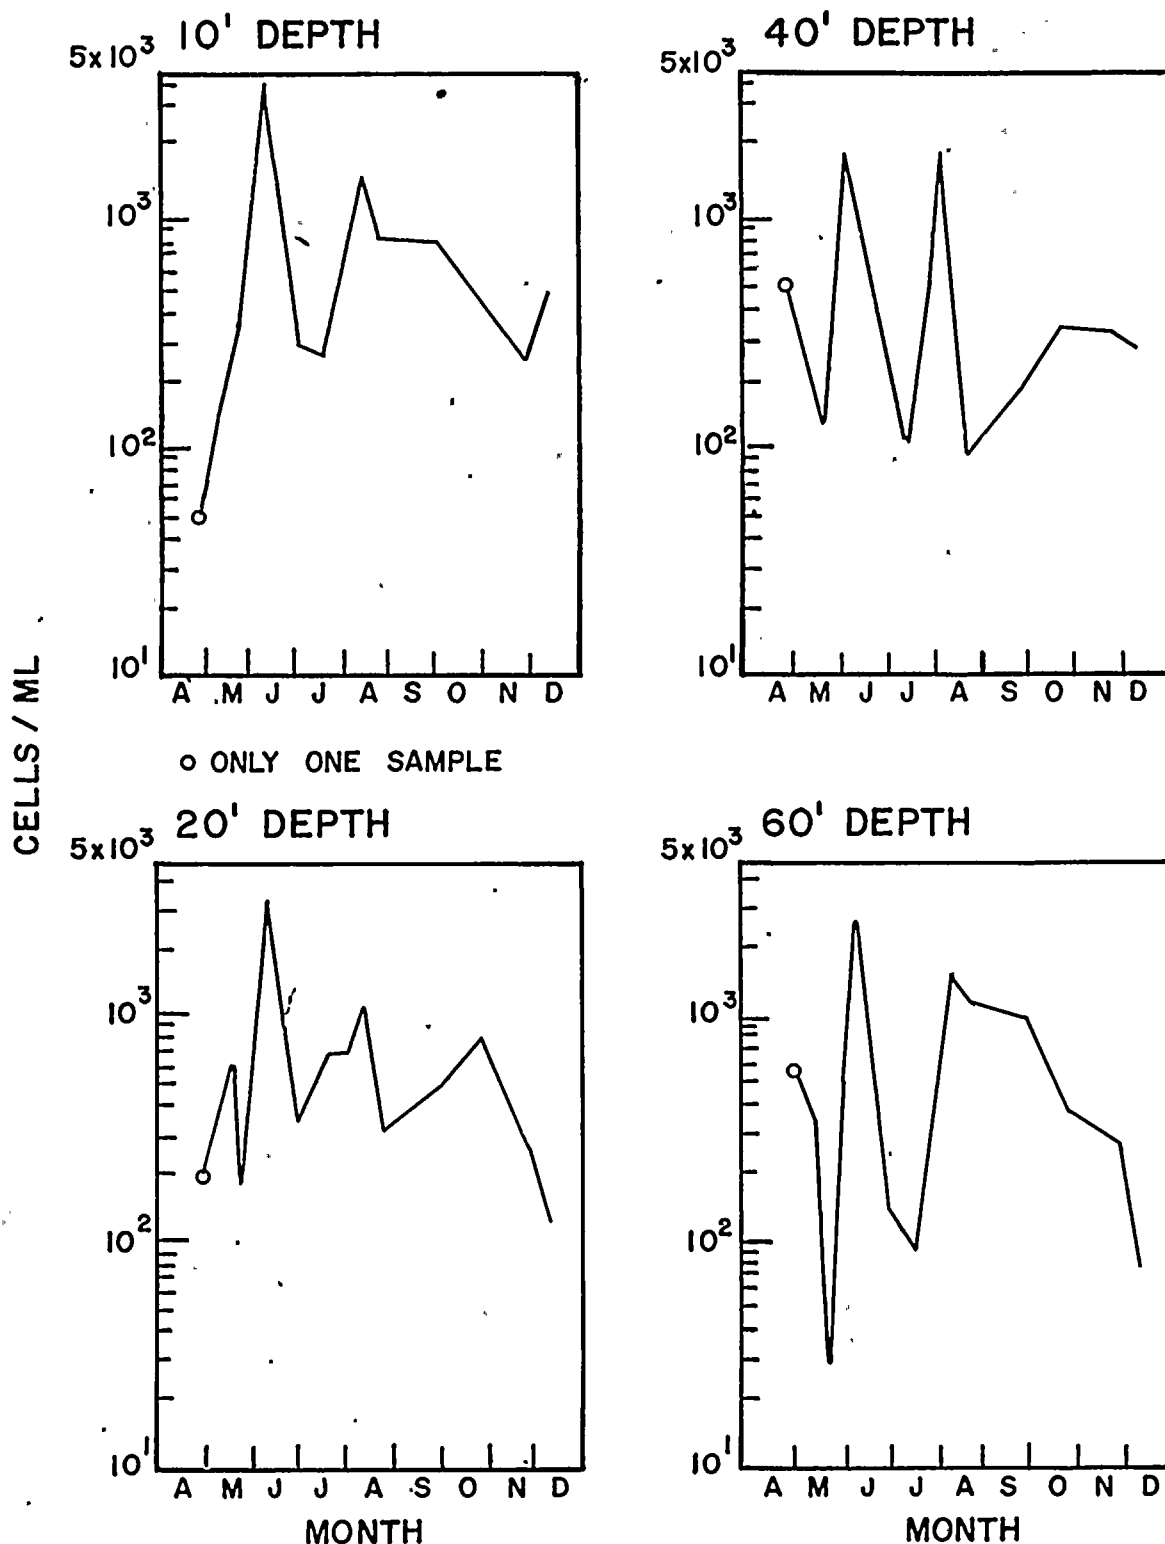 10' DEPTH
5x10³
10³
10²
10¹
A M J J A S O N D
40' DEPTH
5x10³
10³
10²
10¹
A M J J A S O N D
CELLS / ML
O ONLY ONE SAMPLE
20' DEPTH
5x10³
10³
10²
10¹
A M J J A S O N D
MONTH
60' DEPTH
5x10³
10³
10²
10¹
A M J J A S O N D
MONTH